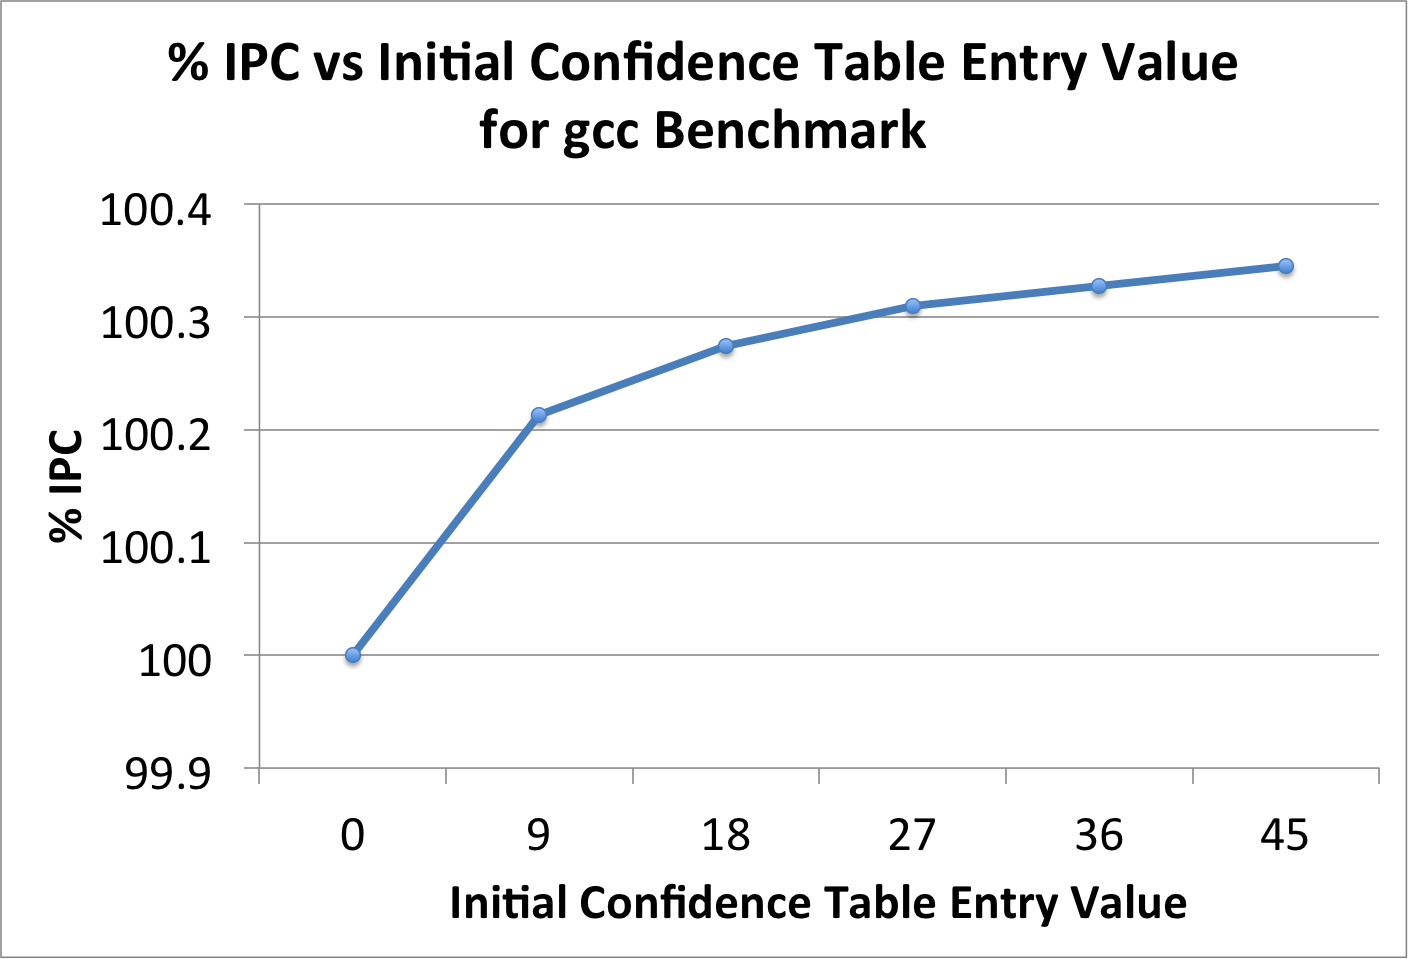 % IPC vs Initial Confidence Table Entry Value
for gcc Benchmark
100.4
100.3
100.2
100.1
100
99.9
% IPC
0 9 18 27 36 45
Initial Confidence Table Entry Value